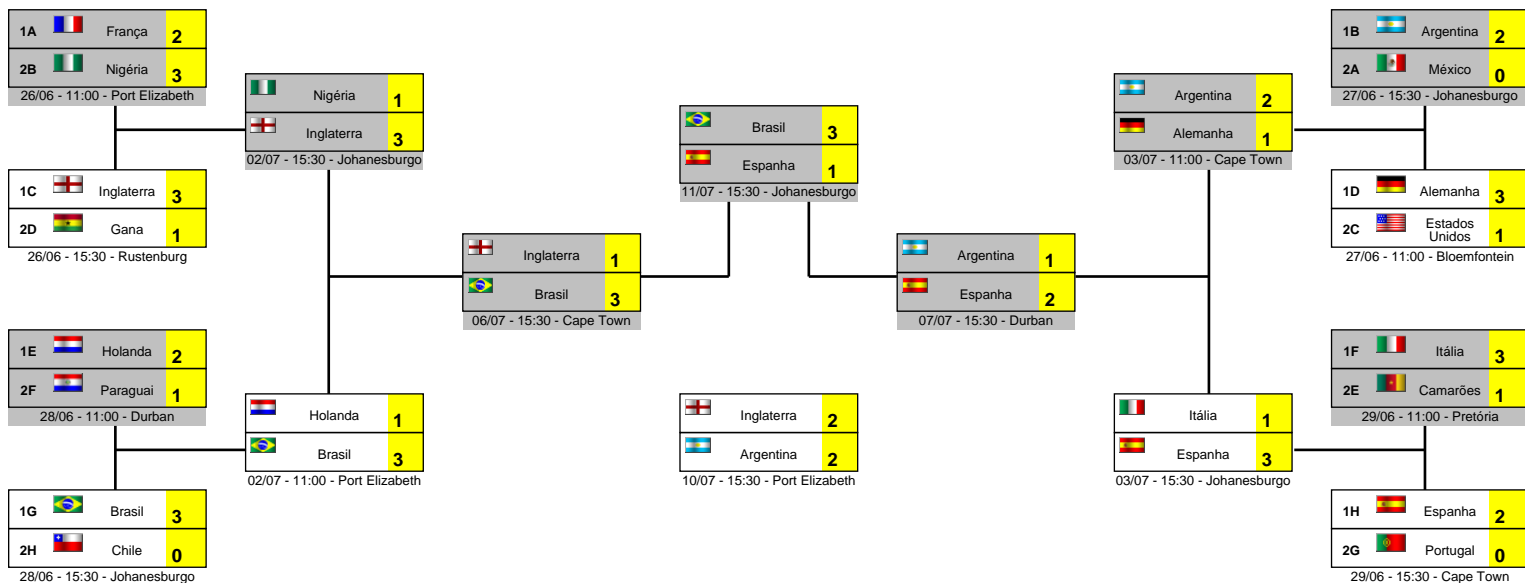 1A França 2
2B Nigéria 3
26/06 - 11:00 - Port Elizabeth
1C Inglaterra 3
2D Gana 1
26/06 - 15:30 - Rustenburg
1E Holanda 2
2F Paraguai 1
28/06 - 11:00 - Durban
1G Brasil 3
2H Chile 0
28/06 - 15:30 - Johanesburgo
Nigéria 1
Inglaterra 3
02/07 - 15:30 - Johanesburgo
Holanda 1
Brasil 3
02/07 - 11:00 - Port Elizabeth
Inglaterra 1
Brasil 3
06/07 - 15:30 - Cape Town
Brasil 3
Espanha 1
11/07 - 15:30 - Johanesburgo
Inglaterra 2
Argentina 2
10/07 - 15:30 - Port Elizabeth
Argentina 1
Espanha 2
07/07 - 15:30 - Durban
Argentina 2
Alemanha 1
03/07 - 11:00 - Cape Town
Itália 1
Espanha 3
03/07 - 15:30 - Johanesburgo
1B Argentina 2
2A México 0
27/06 - 15:30 - Johanesburgo
1D Alemanha 3
2C Estados
Unidos 1
27/06 - 11:00 - Bloemfontein
1F Itália 3
2E Camarões 1
29/06 - 11:00 - Pretória
1H Espanha 2
2G Portugal 0
29/06 - 15:30 - Cape Town